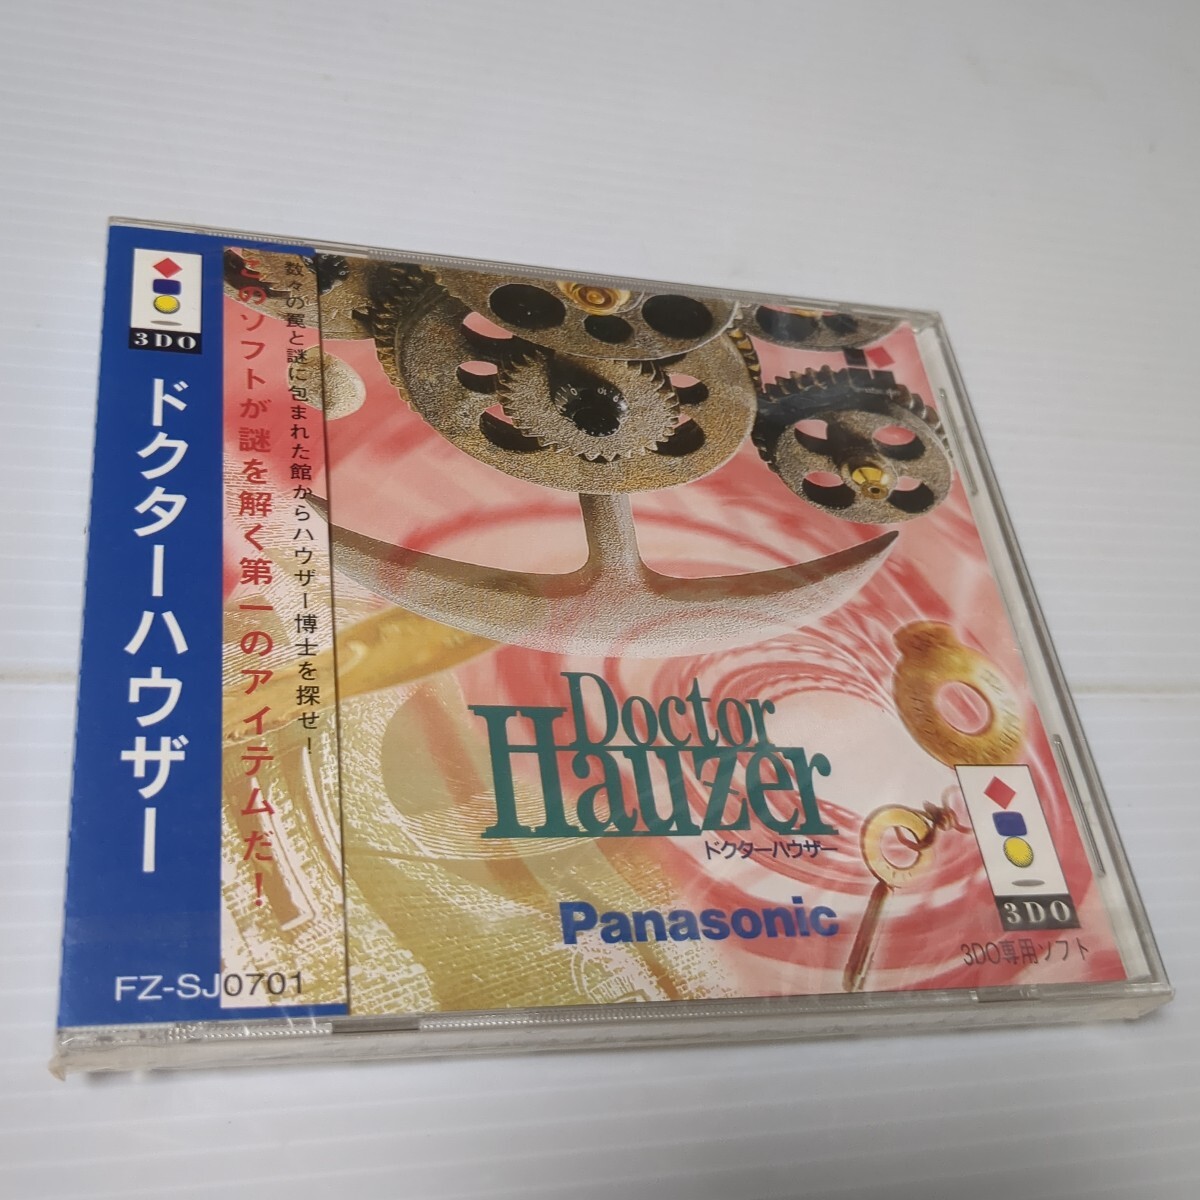 3DO
ドクターハウザー
FZ-SJ0701
数々の罠と謎に包まれた館からハウザー博士を探せ!
このソフトが謎を解く第一のアイテムだ!
Doctor
Hauzer
ドクターハウザー
Panasonic
3DO
3DO専用ソフト